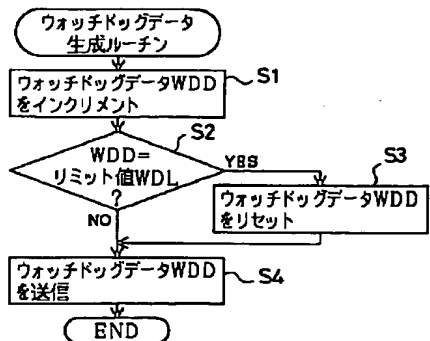 ウォッチドッグデータ
生成ルーチン
S1
ウォッチドッグデータWDD
をインクリメント
S2
WDD=
リミット値WDL
?
YES
NO
S3
ウォッチドッグデータWDD
をリセット
ウォッチドッグデータWDD
を送信
S4
END